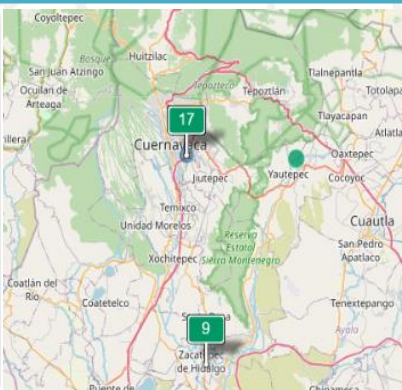 Coyoltepec
Huitzilac
Bosque
San Juan Atzingo
Tlalnepantla
Ocuilan de
Arteaga
Tepozteco
Tepoztlán
Totolapa
Tlayacapan
17
Atlatla
Cuernavaca
Oaxtepec
Jiutepec
Yautepec
Cocoyoc
Temixco
Unidad Morelos
Reserva
Estatal
Sierra Montenegro
Cuautla
San Pedro
Apatlaco
Xochitepec
Coatlán del
Río
Coatetelco
Tenextepango
9
Ayala
Zacatepec
de Hidalgo
Chinameca
Puente de